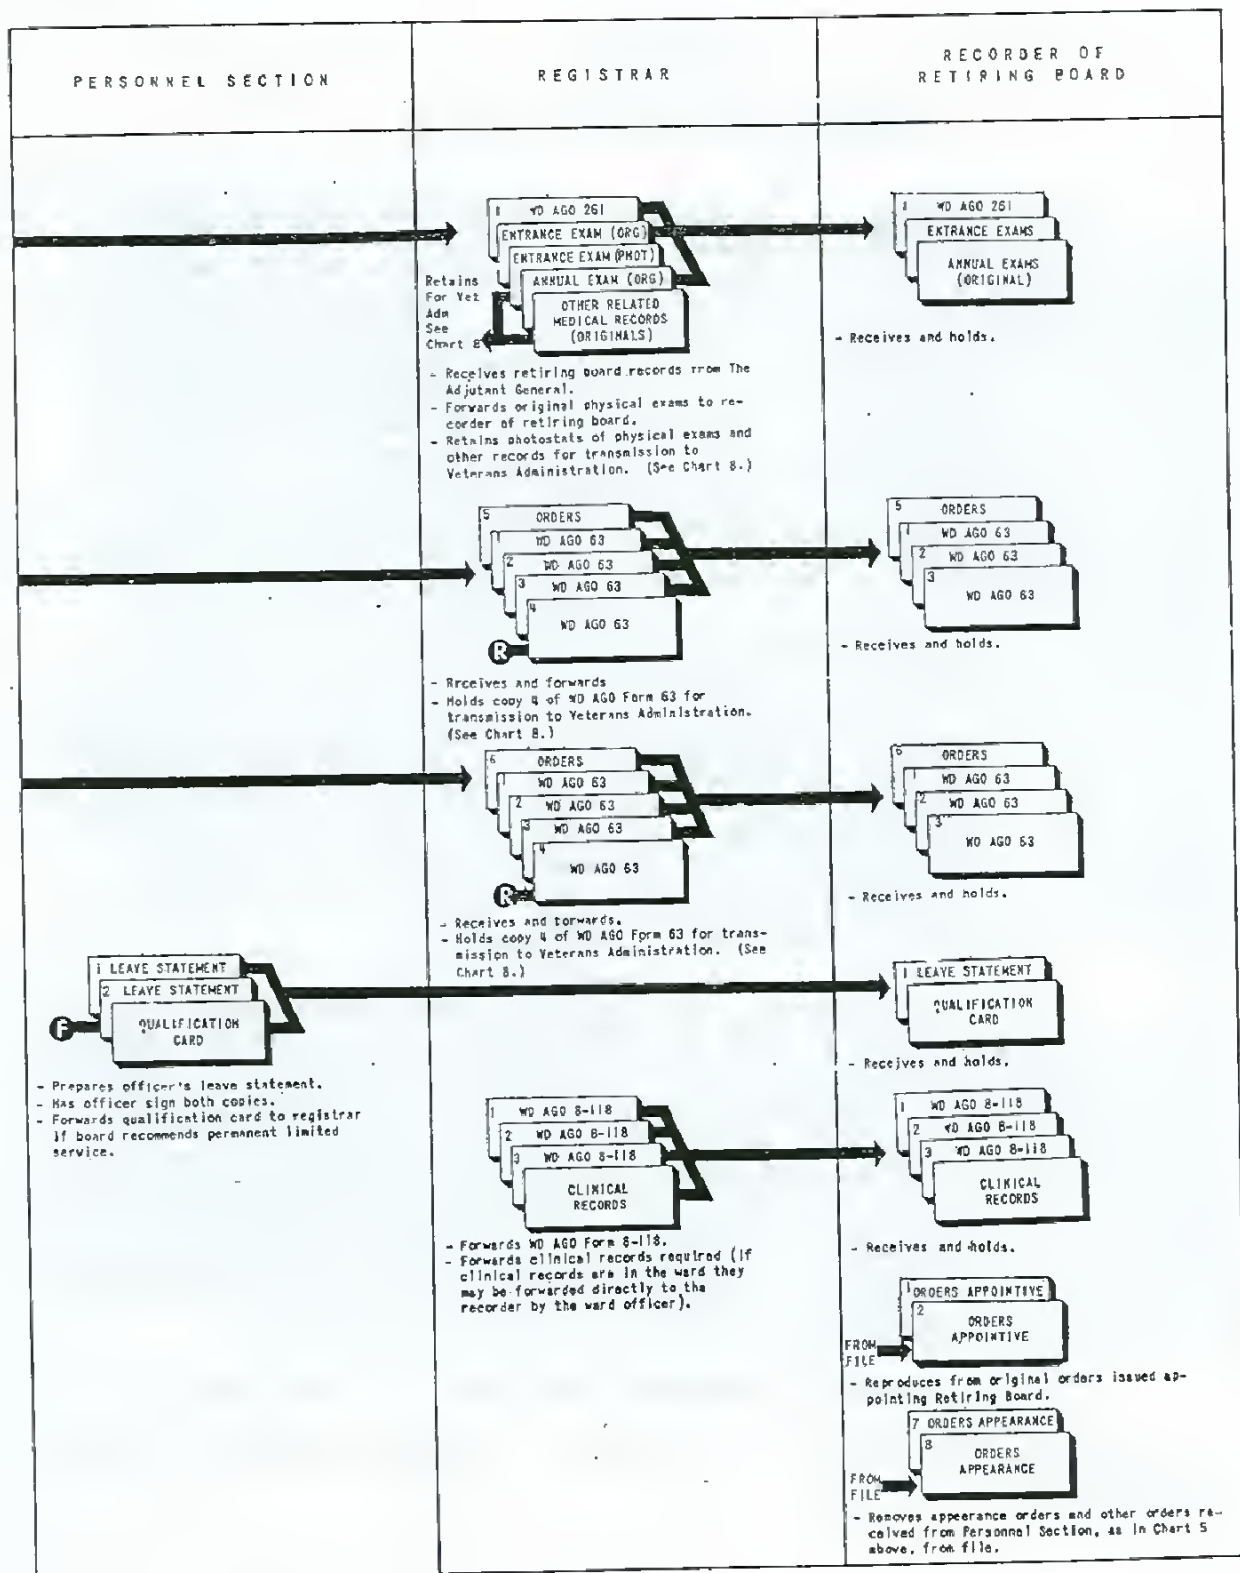 PERSONNEL SECTION
REGISTRAR
RECORDER OF
RETIRING BOARD
1 WD AGO 261
ENTRANCE EXAM (ORG)
ENTRANCE EXAM (PHOT)
ANNUAL EXAM (ORG)
OTHER RELATED
MEDICAL RECORDS
(ORIGINALS)
Retains
For Vet
Adm
See
Chart 8
- Receives retiring board records from The
Adjutant General.
- Forwards original physical exams to re-
corder of retiring board.
- Retains photostats of physical exams and
other records for transmission to
Veterans Administration. (See Chart 8.)
1 WD AGO 261
ENTRANCE EXAMS
ANNUAL EXAMS
(ORIGINAL)
- Receives and holds.
5 ORDERS
1 WD AGO 63
2 WD AGO 63
3 WD AGO 63
4
WD AGO 63
R
- Receives and forwards
- Holds copy 4 of WD AGO Form 63 for
transmission to Veterans Administration.
(See Chart 8.)
5 ORDERS
1 WD AGO 63
2 WD AGO 63
3
WD AGO 63
- Receives and holds.
6 ORDERS
1 WD AGO 63
2 WD AGO 63
3 WD AGO 63
4
WD AGO 63
R
- Receives and forwards.
- Holds copy 4 of WD AGO Form 63 for trans-
mission to Veterans Administration. (See
Chart 8.)
6 ORDERS
1 WD AGO 63
2 WD AGO 63
3
WD AGO 63
- Receives and holds.
1 LEAVE STATEMENT
2 LEAVE STATEMENT
QUALIFICATION
CARD
F
- Prepares officer's leave statement.
- Has officer sign both copies.
- Forwards qualification card to registrar
if board recommends permanent limited
service.
1 LEAVE STATEMENT
QUALIFICATION
CARD
- Receives and holds.
1 WD AGO 8-118
2 WD AGO 8-118
3 WD AGO 8-118
CLINICAL
RECORDS
- Forwards WD AGO Form 8-118.
- Forwards clinical records required (if
clinical records are in the ward they
may be forwarded directly to the
recorder by the ward officer).
1 WD AGO 8-118
2 WD AGO 8-118
3 WD AGO 8-118
CLINICAL
RECORDS
- Receives and holds.
1 ORDERS APPOINTIVE
2
ORDERS
APPOINTIVE
FROM
FILE
- Reproduces from original orders issued ap-
pointing Retiring Board.
7 ORDERS APPEARANCE
8
ORDERS
APPEARANCE
FROM
FILE
- Removes appearance orders and other orders re-
ceived from Personnel Section, as in Chart 5
above, from file.